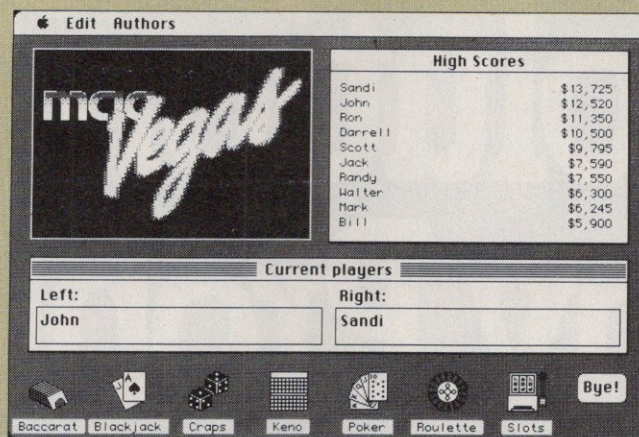 Edit Authors
mac
Vegas
High Scores
Sandi $13,725
John $12,520
Ron $11,350
Darrell $10,500
Scott $9,795
Jack $7,590
Randy $7,550
Walter $6,300
Mark $6,245
Bill $5,900
Current players
Left: Right:
John Sandi
Bye!
Baccarat Blackjack Craps Keno Poker Roulette Slots